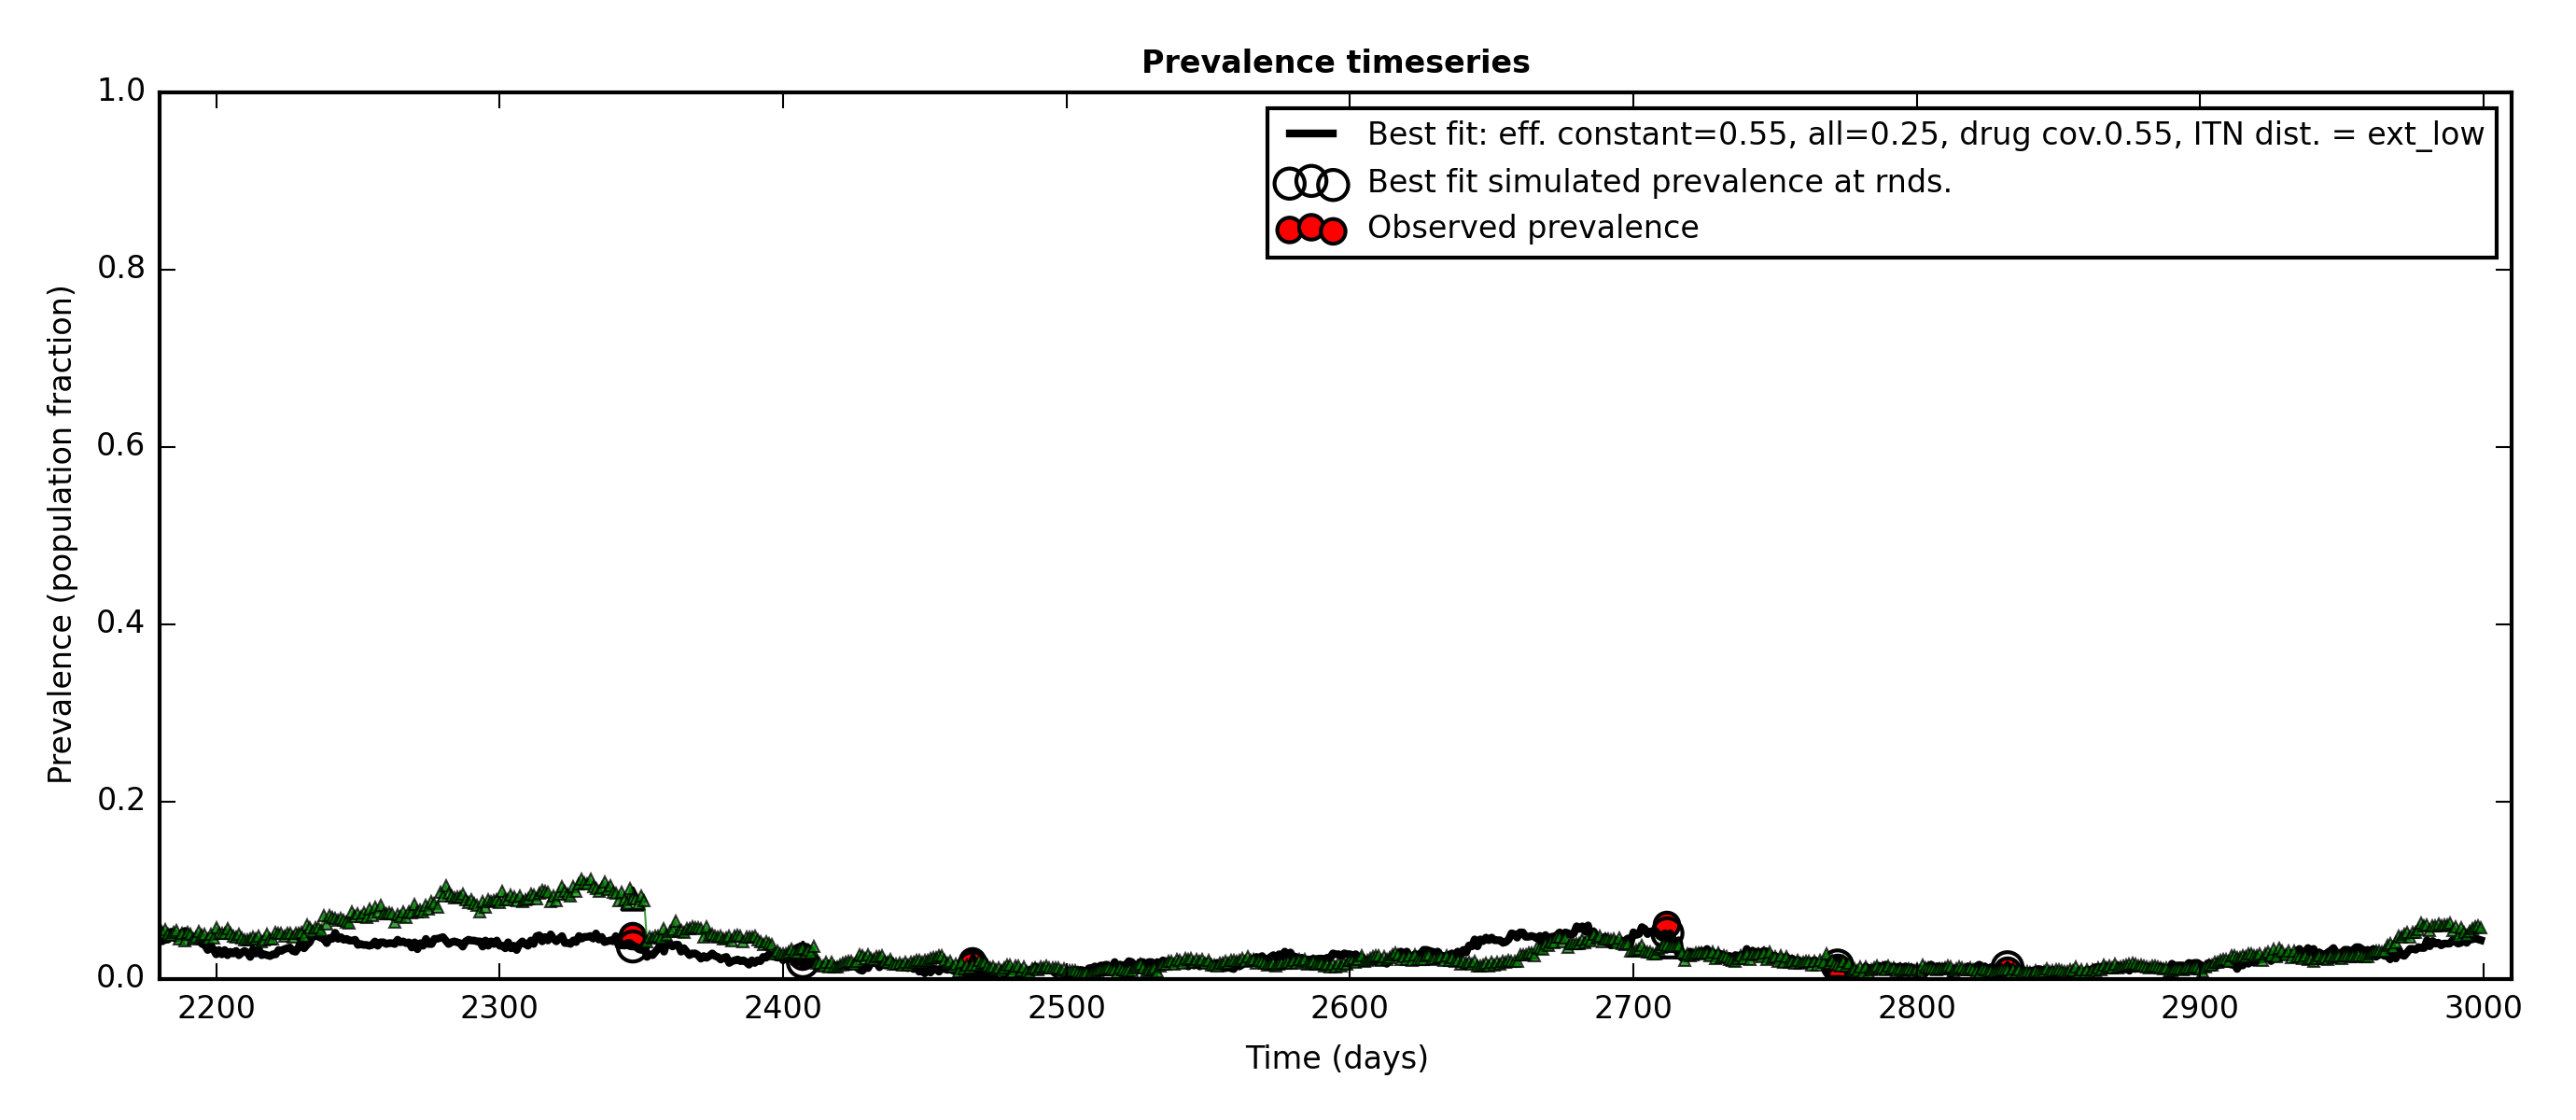 Prevalence timeseries
1.0
0.8
0.6
0.4
0.2
0.0
Prevalence (population fraction)
Best fit: eff. constant=0.55, all=0.25, drug cov.0.55, ITN dist. = ext_low
Best fit simulated prevalence at rnds.
Observed prevalence
2200 2300 2400 2500 2600 2700 2800 2900 3000
Time (days)